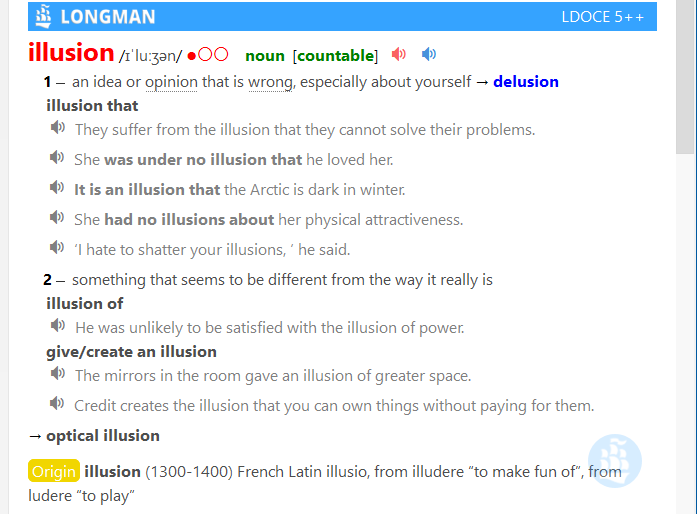 LONGMAN LDOCE 5++
illusion /ɪˈluːʒən/ ●○○ noun [countable]
1 – an idea or opinion that is wrong, especially about yourself → delusion
illusion that
They suffer from the illusion that they cannot solve their problems.
She was under no illusion that he loved her.
It is an illusion that the Arctic is dark in winter.
She had no illusions about her physical attractiveness.
‘I hate to shatter your illusions, ’ he said.
2 – something that seems to be different from the way it really is
illusion of
He was unlikely to be satisfied with the illusion of power.
give/create an illusion
The mirrors in the room gave an illusion of greater space.
Credit creates the illusion that you can own things without paying for them.
→ optical illusion
Origin illusion (1300-1400) French Latin illusio, from illudere “to make fun of”, from
ludere “to play”